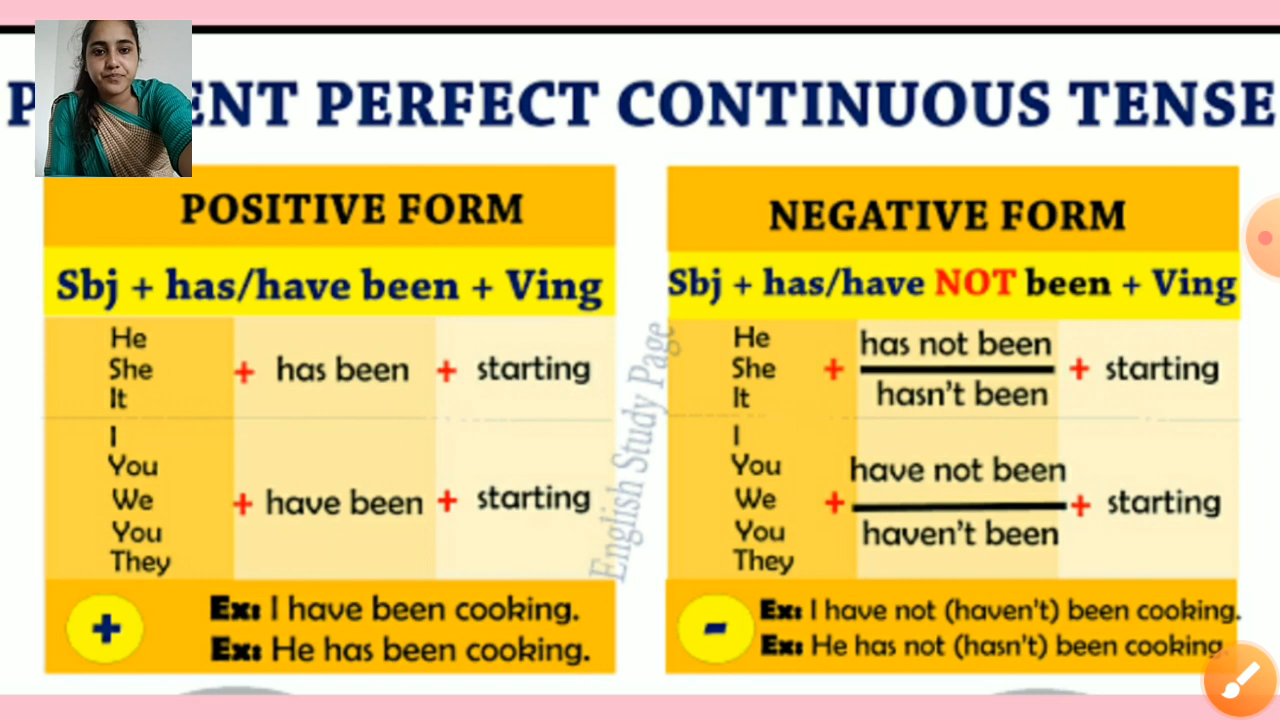 P ENT PERFECT CONTINUOUS TENSE
POSITIVE FORM
Sbj + has/have been + Ving
He
She
It
+ has been + starting
I
You
We
You
They
+ have been + starting
+
Ex: I have been cooking.
Ex: He has been cooking.
English Study Page
NEGATIVE FORM
Sbj + has/have NOT been + Ving
He
She
It
+ has not been
hasn't been
+ starting
I
You
We
You
They
+ have not been
haven't been
+ starting
-
Ex: I have not (haven't) been cooking.
Ex: He has not (hasn't) been cooking.